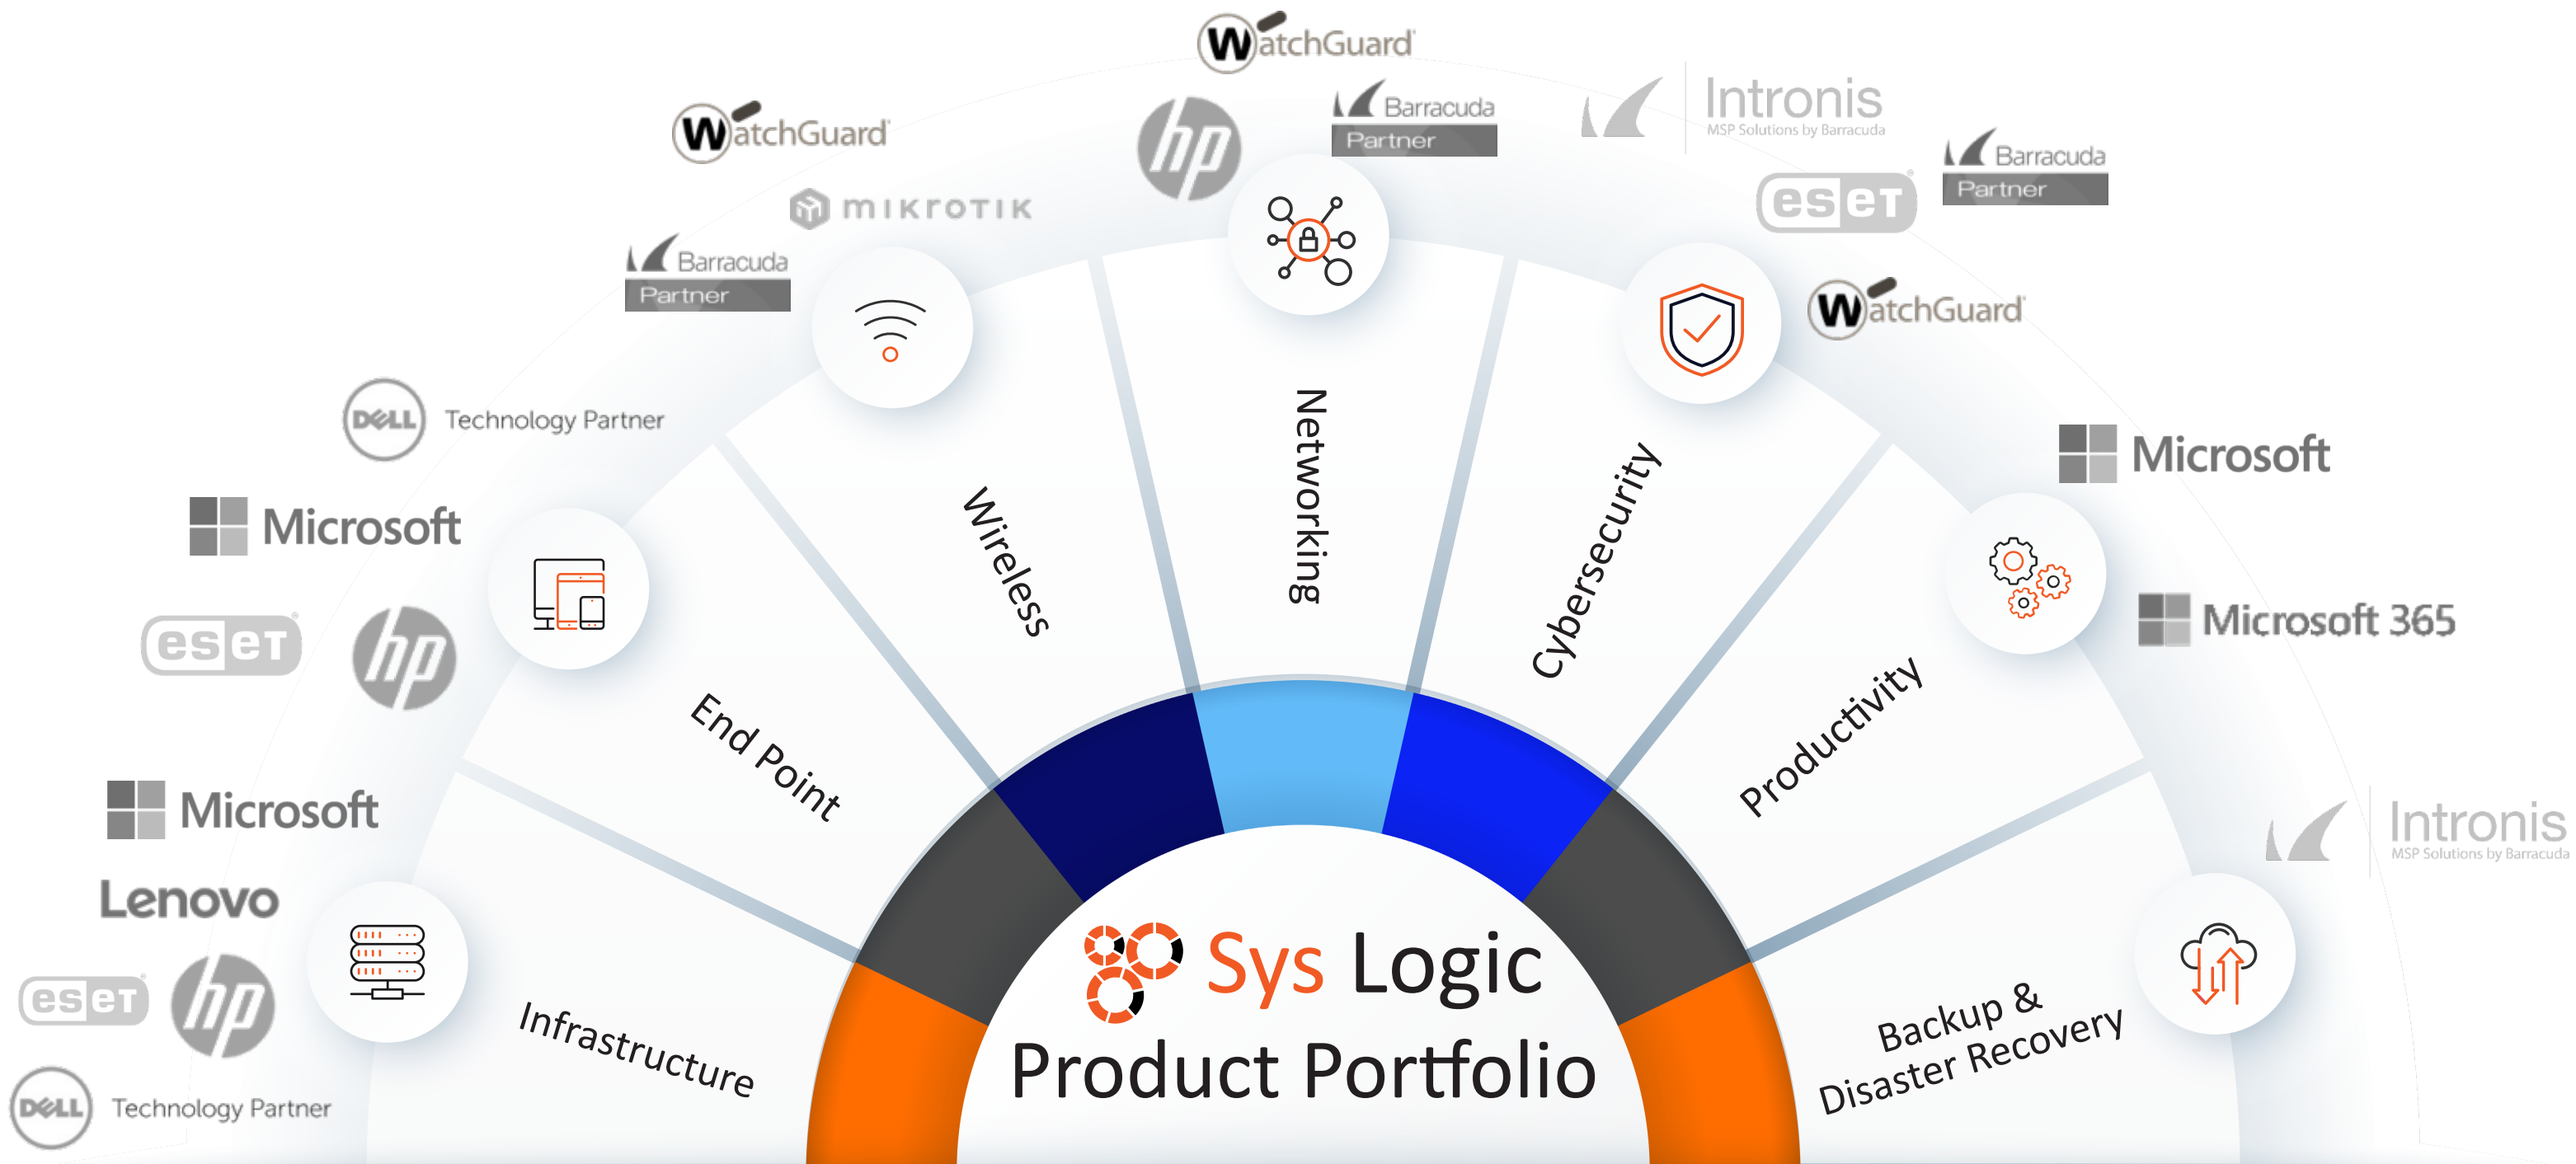 WatchGuard
hp
Barracuda
Partner
Intronis
MSP Solutions by Barracuda
eseT®
Barracuda
Partner
WatchGuard
WatchGuard
mikrotik
Barracuda
Partner
DELL Technology Partner
Microsoft
eseT®
hp
Microsoft
Lenovo
eseT®
hp
DELL Technology Partner
Microsoft
Microsoft 365
Intronis
MSP Solutions by Barracuda
Infrastructure
End Point
Wireless
Networking
Cybersecurity
Productivity
Backup &
Disaster Recovery
Sys Logic
Product Portfolio